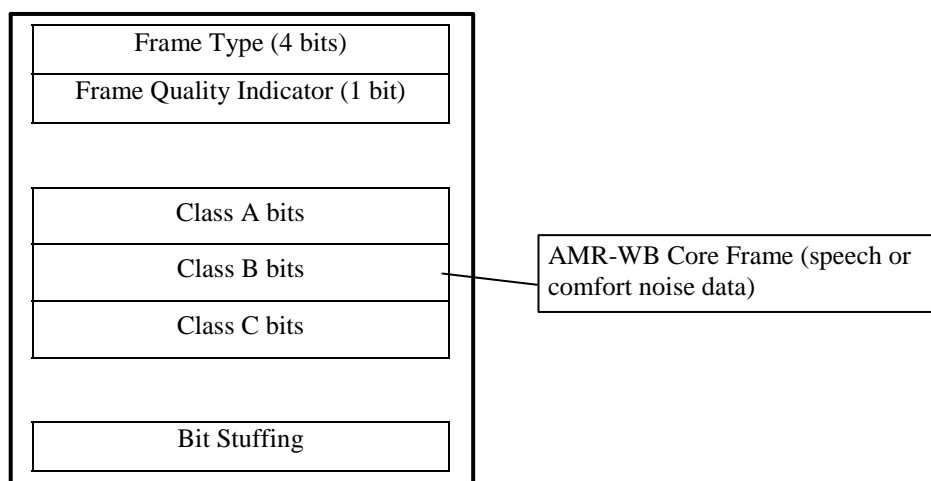 Frame Type (4 bits)
Frame Quality Indicator (1 bit)
Class A bits
Class B bits
Class C bits
AMR-WB Core Frame (speech or
comfort noise data)
Bit Stuffing